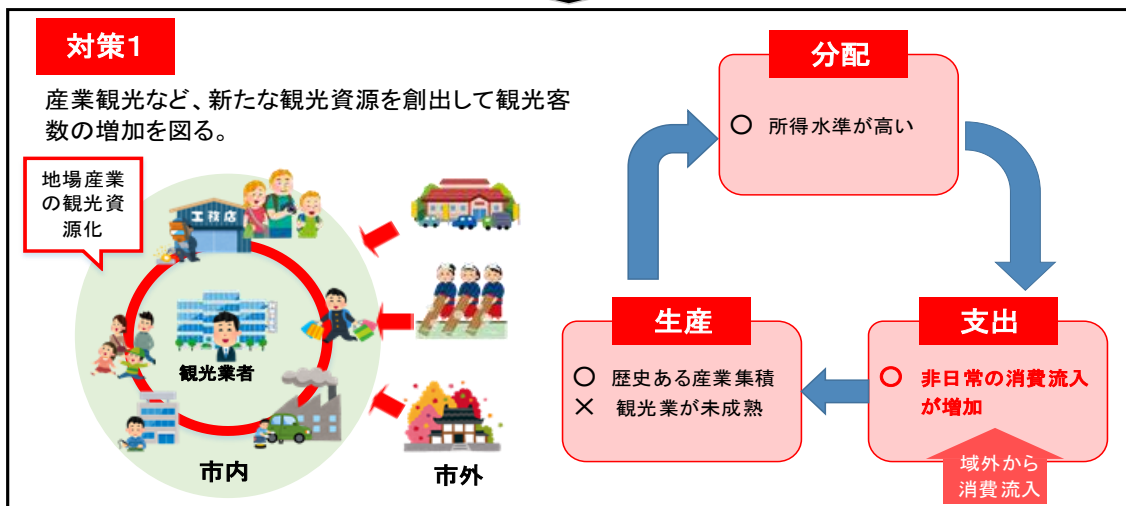 対策1
産業観光など、新たな観光資源を創出して観光客
数の増加を図る。
地場産業
の観光資
源化
工務店
観光業者
市内
市外
分配
〇 所得水準が高い
生産
〇 歴史ある産業集積
× 観光業が未成熟
支出
〇 非日常の消費流入
が増加
域外から
消費流入